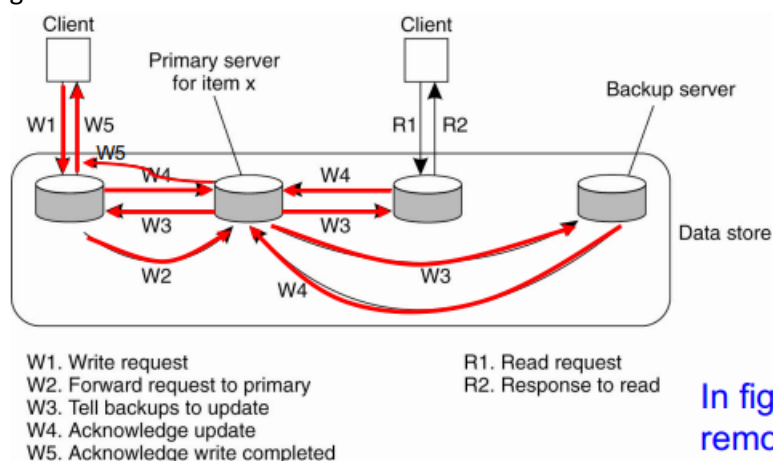 Client
Client
Primary server
for item x
Backup server
W1
W5
R1
R2
W5
W4
W4
W3
W3
Data store
W2
W3
W4
W1. Write request
W2. Forward request to primary
W3. Tell backups to update
W4. Acknowledge update
W5. Acknowledge write completed
R1. Read request
R2. Response to read
In fig
remo